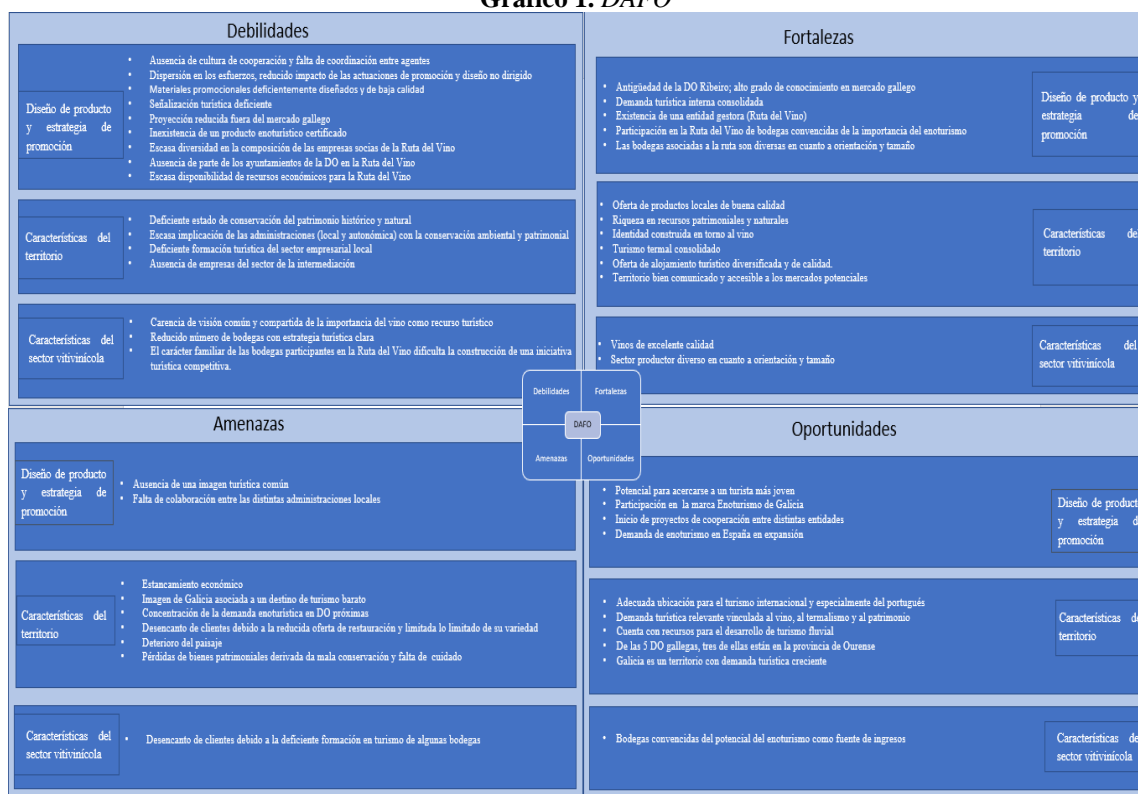 Gráfico 1. DAFO
Debilidades
Diseño de producto
y estrategia de
promoción
• Ausencia de cultura de cooperación y falta de coordinación entre agentes
• Dispersión en los esfuerzos, reducido impacto de las actuaciones de promoción y diseño no dirigido
• Materiales promocionales deficientemente diseñados y de baja calidad
• Señalización turística deficiente
• Proyección reducida fuera del mercado gallego
• Inexistencia de un producto enoturístico certificado
• Escasa diversidad en la composición de las empresas socias de la Ruta del Vino
• Ausencia de parte de los ayuntamientos de la DO en la Ruta del Vino
• Escasa disponibilidad de recursos económicos para la Ruta del Vino
Características del
territorio
• Deficiente estado de conservación del patrimonio histórico y natural
• Escasa implicación de las administraciones (local y autonómica) con la conservación ambiental y patrimonial
• Deficiente formación turística del sector empresarial local
• Ausencia de empresas del sector de la intermediación
Características del
sector vitivinícola
• Carencia de visión común y compartida de la importancia del vino como recurso turístico
• Reducido número de bodegas con estrategia turística clara
• El carácter familiar de las bodegas participantes en la Ruta del Vino dificulta la construcción de una iniciativa
turística competitiva.
Fortalezas
• Antigüedad de la DO Ribeiro; alto grado de conocimiento en mercado gallego
• Demanda turística interna consolidada
• Existencia de una entidad gestora (Ruta del Vino)
• Participación en la Ruta del Vino de bodegas convencidas de la importancia del enoturismo
• Las bodegas asociadas a la ruta son diversas en cuanto a orientación y tamaño
Diseño de producto y
estrategia de
promoción
• Oferta de productos locales de buena calidad
• Riqueza en recursos patrimoniales y naturales
• Identidad construida en torno al vino
• Turismo termal consolidado
• Oferta de alojamiento turístico diversificada y de calidad.
• Territorio bien comunicado y accesible a los mercados potenciales
Características de
territorio
• Vinos de excelente calidad
• Sector productor diverso en cuanto a orientación y tamaño
Características del
sector vitivinícola
Debilidades
Fortalezas
DAFO
Amenazas
Oportunidades
Amenazas
Diseño de producto
y estrategia de
promoción
• Ausencia de una imagen turística común
• Falta de colaboración entre las distintas administraciones locales
Características del
territorio
• Estancamiento económico
• Imagen de Galicia asociada a un destino de turismo barato
• Concentración de la demanda enoturística en DO próximas
• Desencanto de clientes debido a la reducida oferta de restauración y limitada lo limitado de su variedad
• Deterioro del paisaje
• Pérdidas de bienes patrimoniales derivada da mala conservación y falta de cuidado
Características del
sector vitivinícola
• Desencanto de clientes debido a la deficiente formación en turismo de algunas bodegas
Oportunidades
• Potencial para acercarse a un turista más joven
• Participación en la marca Enoturismo de Galicia
• Inicio de proyectos de cooperación entre distintas entidades
• Demanda de enoturismo en España en expansión
Diseño de product
y estrategia d
promoción
• Adecuada ubicación para el turismo internacional y especialmente del portugués
• Demanda turística relevante vinculada al vino, al termalismo y al patrimonio
• Cuenta con recursos para el desarrollo de turismo fluvial
• De las 5 DO gallegas, tres de ellas están en la provincia de Ourense
• Galicia es un territorio con demanda turística creciente
Características de
territorio
• Bodegas convencidas del potencial del enoturismo como fuente de ingresos
Características de
sector vitivinícola